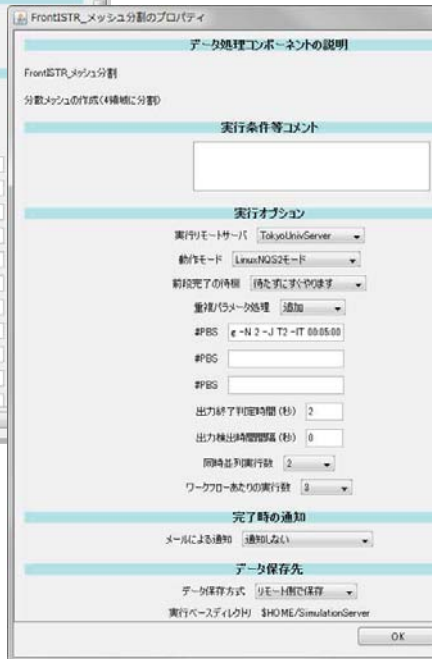 FrontISTR_メッシュ分割のプロパティ
データ処理コンポーネントの説明
FrontISTR_メッシュ分割
分散メッシュの作成(4領域に分割)
実行条件等コメント
実行オプション
実行リモートサーバ TokyoUnivServer
動作モード LinuxNQS2モード
前段完了の待機 待たずにすぐやります
重複パラメータ処理 追加
#PBS g -N 2 -J T2 -lT 00:05:00
#PBS
#PBS
出力終了判定時間(秒) 2
出力検出時間間隔(秒) 0
同時並列実行数 2
ワークフローあたりの実行数 3
完了時の通知
メールによる通知 通知しない
データ保存先
データ保存方式 リモート側で保存
実行ベースディレクトリ $HOME/SimulationServer
OK